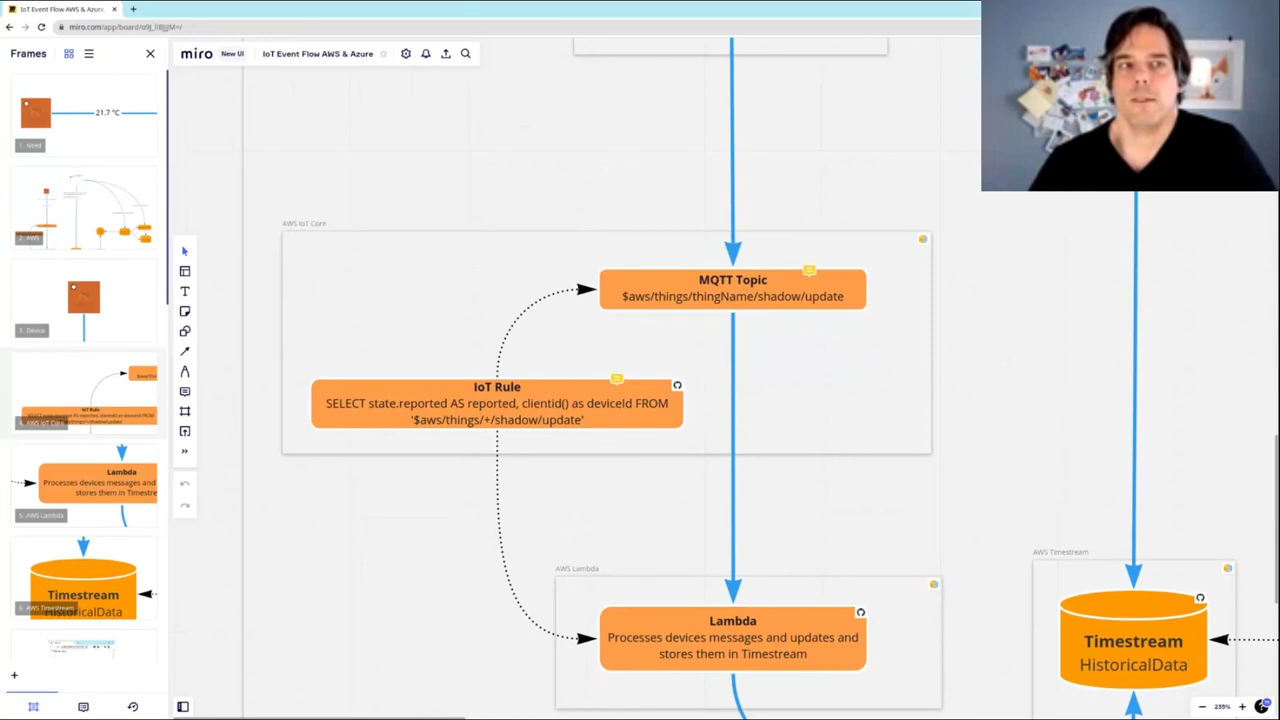 IoT Event Flow AWS & Azure
miro.com/app/board/o9J_liBJjJM=/
Frames
miro
New UI
IoT Event Flow AWS & Azure
21.7 °C
1. Need
2. AWS
3. Device
IoT Rule
4. AWS IoT Core
Lambda
Processes devices messages and
stores them in Timestre
5. AWS Lambda
Timestream
HistoricalData
6. AWS Timestream
AWS IoT Core
MQTT Topic
$aws/things/thingName/shadow/update
IoT Rule
SELECT state.reported AS reported, clientid() as deviceId FROM
'$aws/things/+/shadow/update'
AWS Lambda
Lambda
Processes devices messages and updates and
stores them in Timestream
AWS Timestream
Timestream
HistoricalData
235%